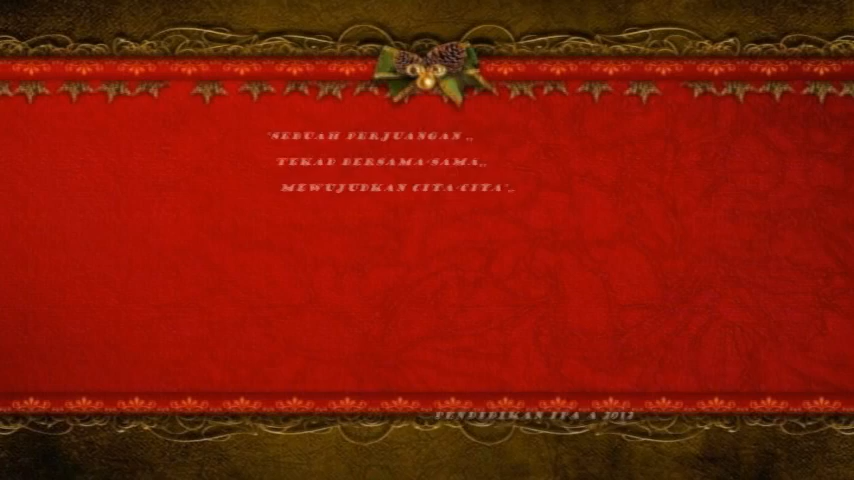 "SEBUAH PERJUANGAN ,,
TEKAD BERSAMA-SAMA,,
MEWUJUDKAN CITA-CITA",,
PENDIDIKAN IPA A 2012